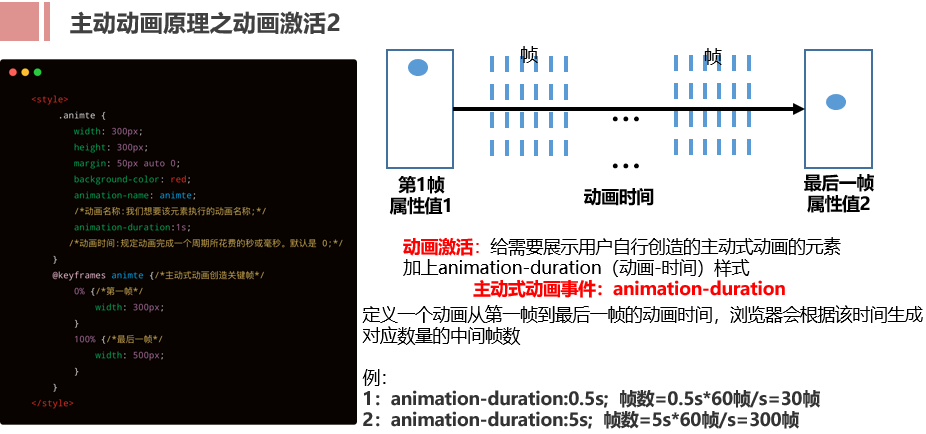 主动动画原理之动画激活2
<style>
.animte {
width: 300px;
height: 300px;
margin: 50px auto 0;
background-color: red;
animation-name: animte;
/*动画名称:我们想要该元素执行的动画名称;*/
animation-duration:1s;
/*动画时间:规定动画完成一个周期所花费的秒或毫秒。默认是 0;*/
}
@keyframes animte {/*主动式动画创造关键帧*/
0% {/*第一帧*/
width: 300px;
}
100% {/*最后一帧*/
width: 500px;
}
}
</style>
帧
帧
...
...
第1帧
属性值1
动画时间
最后一帧
属性值2
动画激活：给需要展示用户自行创造的主动式动画的元素
加上animation-duration（动画-时间）样式
主动式动画事件：animation-duration
定义一个动画从第一帧到最后一帧的动画时间，浏览器会根据该时间生成
对应数量的中间帧数
例：
1：animation-duration:0.5s；帧数=0.5s*60帧/s=30帧
2：animation-duration:5s；帧数=5s*60帧/s=300帧